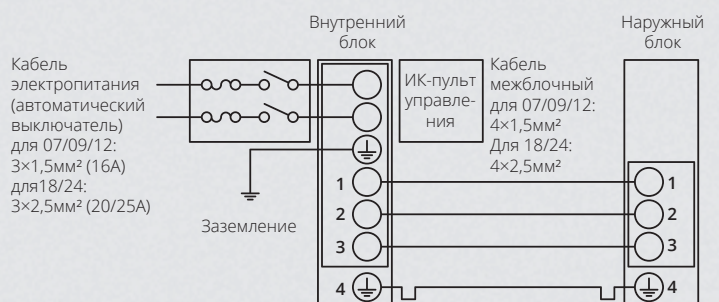 Внутренний
блок
Наружный
блок
Кабель
электропитания
(автоматический
выключатель)
для 07/09/12:
3×1,5мм² (16А)
для18/24:
3×2,5мм² (20/25А)
ИК-пульт
управле-
ния
Кабель
межблочный
для 07/09/12:
4×1,5мм²
Для 18/24:
4×2,5мм²
Заземление
1
2
3
4
1
2
3
4